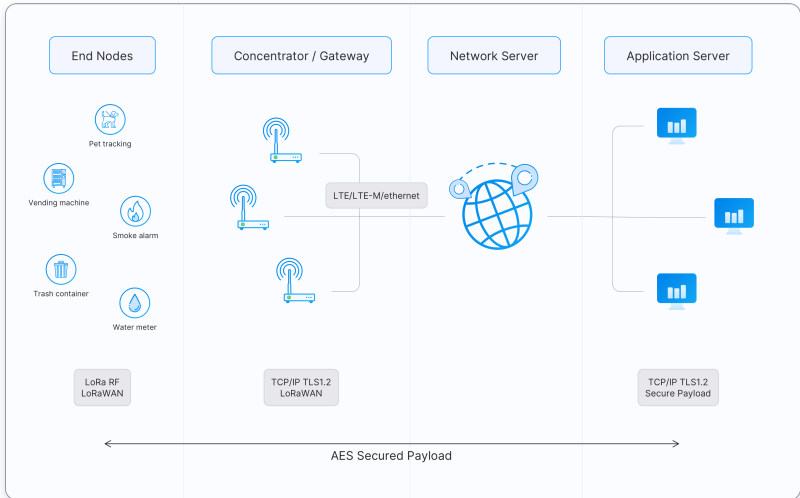 End Nodes
Concentrator / Gateway
Network Server
Application Server
Pet tracking
Vending machine
Smoke alarm
Trash container
Water meter
LTE/LTE-M/ethernet
LoRa RF
LoRaWAN
TCP/IP TLS1.2
LoRaWAN
TCP/IP TLS1.2
Secure Payload
AES Secured Payload